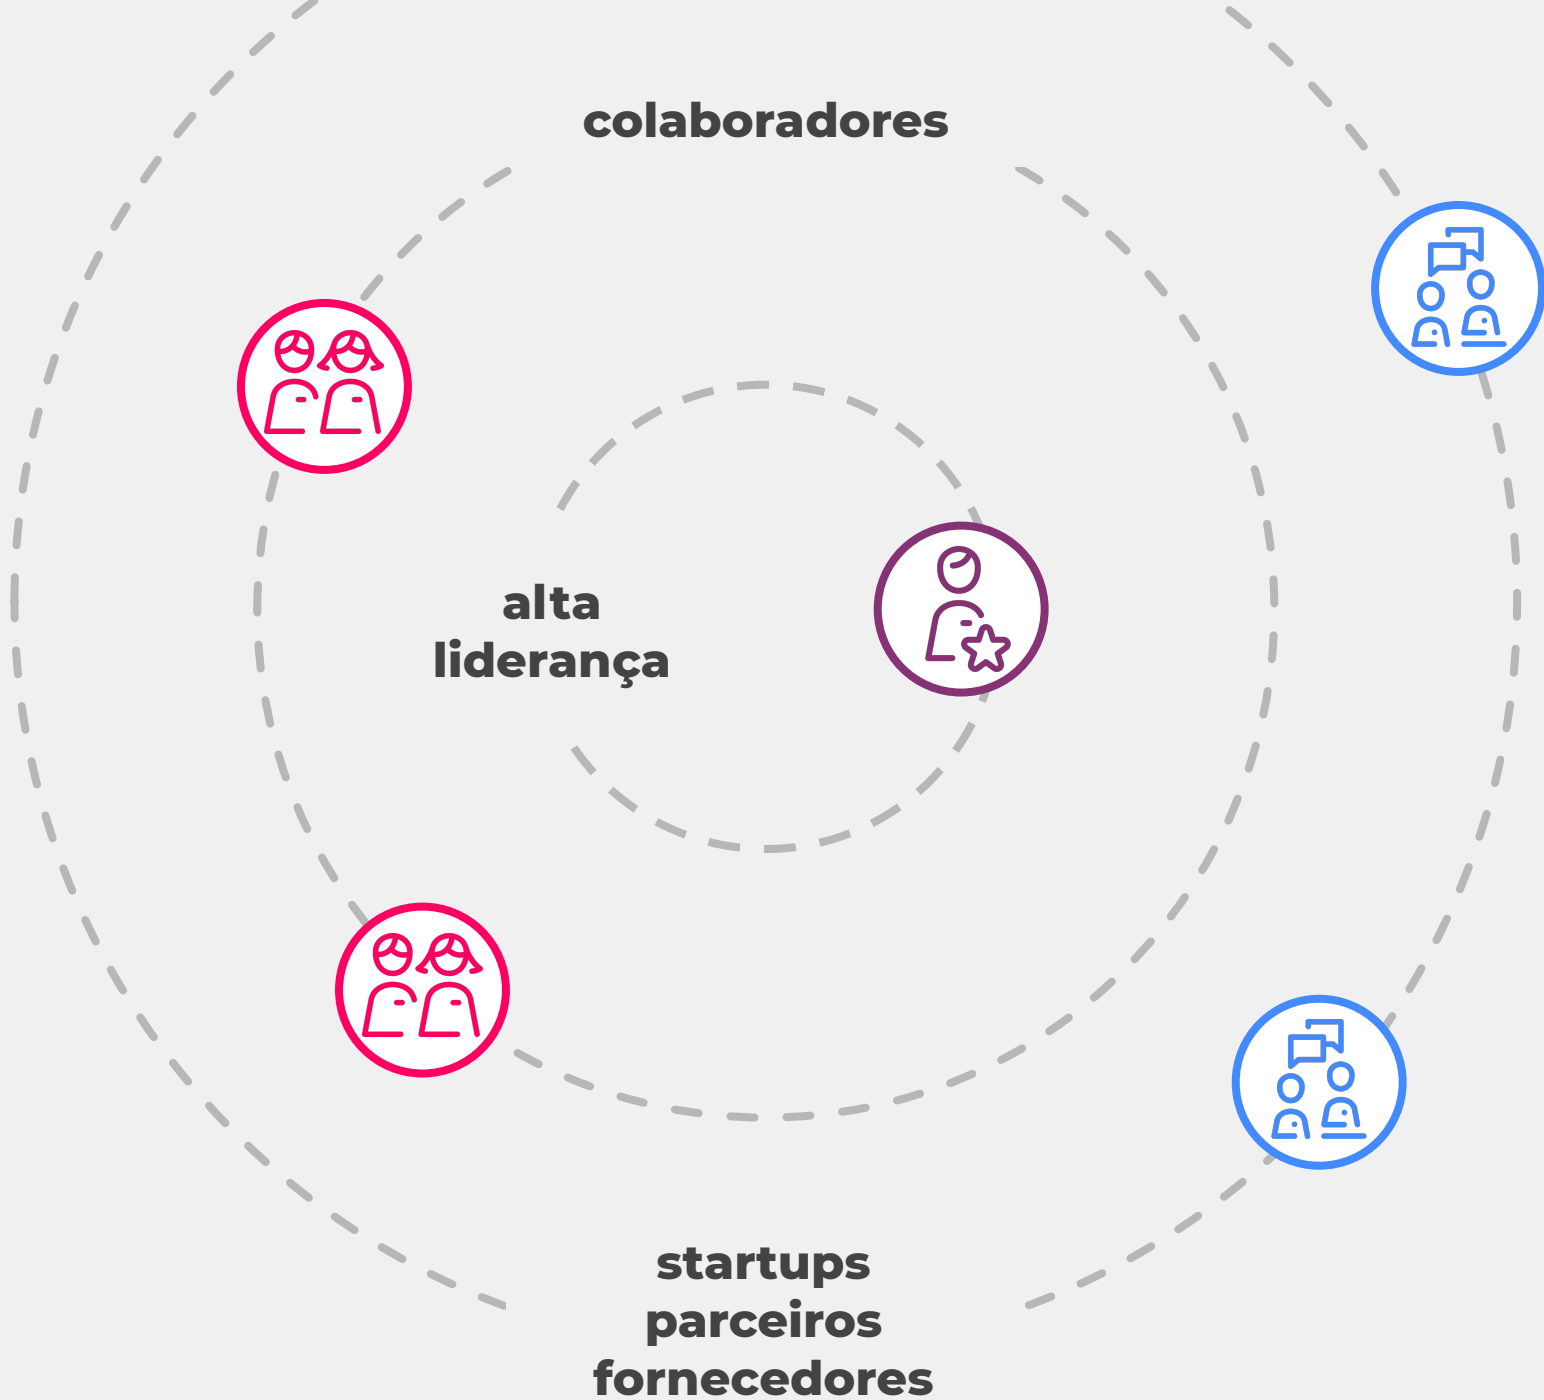 colaboradores
alta
liderança
startups
parceiros
fornecedores